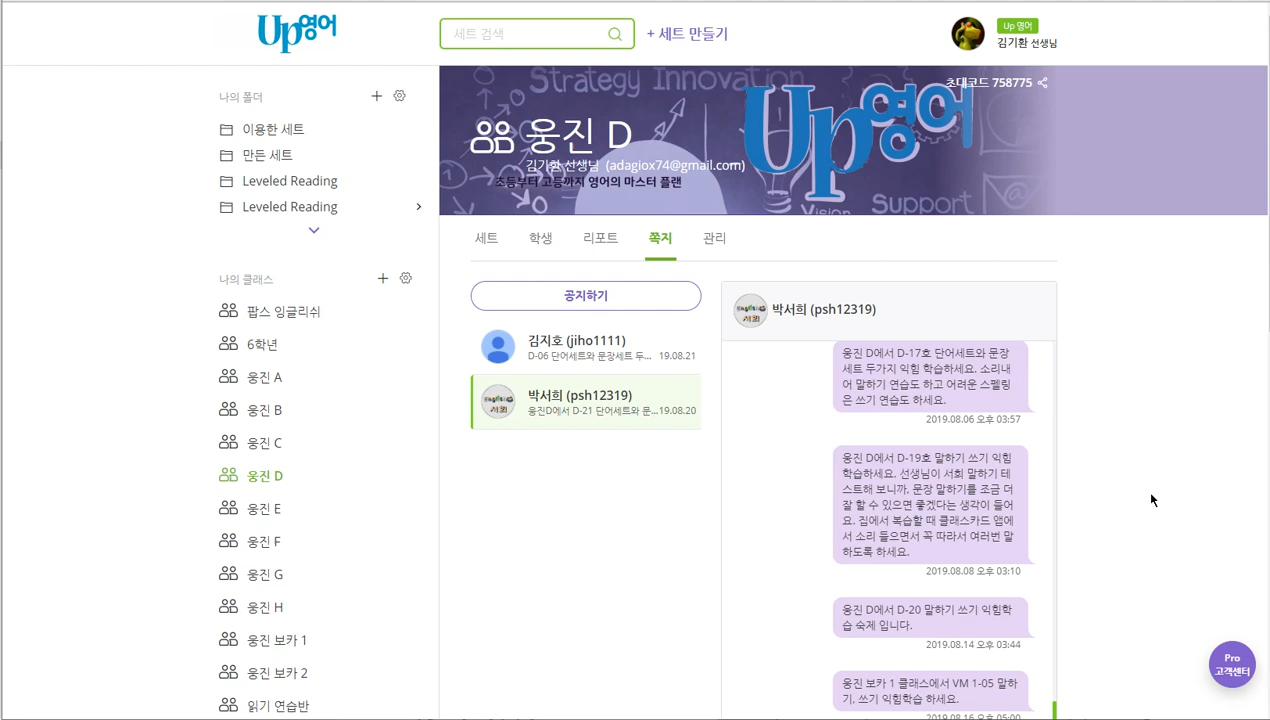 Up영어
세트 검색
+ 세트 만들기
Up 영어
김기환 선생님
나의 폴더
이용한 세트
만든 세트
Leveled Reading
Leveled Reading
나의 클래스
팝스 잉글리쉬
6학년
웅진 A
웅진 B
웅진 C
웅진 D
웅진 E
웅진 F
웅진 G
웅진 H
웅진 보카 1
웅진 보카 2
읽기 연습반
Strategy Innovation
초대코드 758775
Up영어
웅진 D
김기환 선생님 (adagiox74@gmail.com)
초등부터 고등까지 영어의 마스터 플랜
Vision
Support
세트
학생
리포트
쪽지
관리
공지하기
김지호 (jiho1111)
D-06 단어세트와 문장세트 두... 19.08.21
박서희 (psh12319)
웅진D에서 D-21 단어세트와 문...19.08.20
박서희 (psh12319)
웅진 D에서 D-17호 단어세트와 문장
세트 두가지 익힘 학습하세요. 소리내
어 말하기 연습도 하고 어려운 스펠링
은 쓰기 연습도 하세요.
2019.08.06 오후 03:57
웅진 D에서 D-19호 말하기 쓰기 익힘
학습하세요. 선생님이 서희 말하기 테
스트해 보니까, 문장 말하기를 조금 더
잘 할 수 있으면 좋겠다는 생각이 들어
요. 집에서 복습할 때 클래스카드 앱에
서 소리 들으면서 꼭 따라서 여러번 말
하도록 하세요.
2019.08.08 오후 03:10
웅진 D에서 D-20 말하기 쓰기 익힘학
습 숙제 입니다.
2019.08.14 오후 03:44
웅진 보카 1 클래스에서 VM 1-05 말하
기, 쓰기 익힘학습 하세요.
2019.08.16 오후 05:00
Pro
고객센터